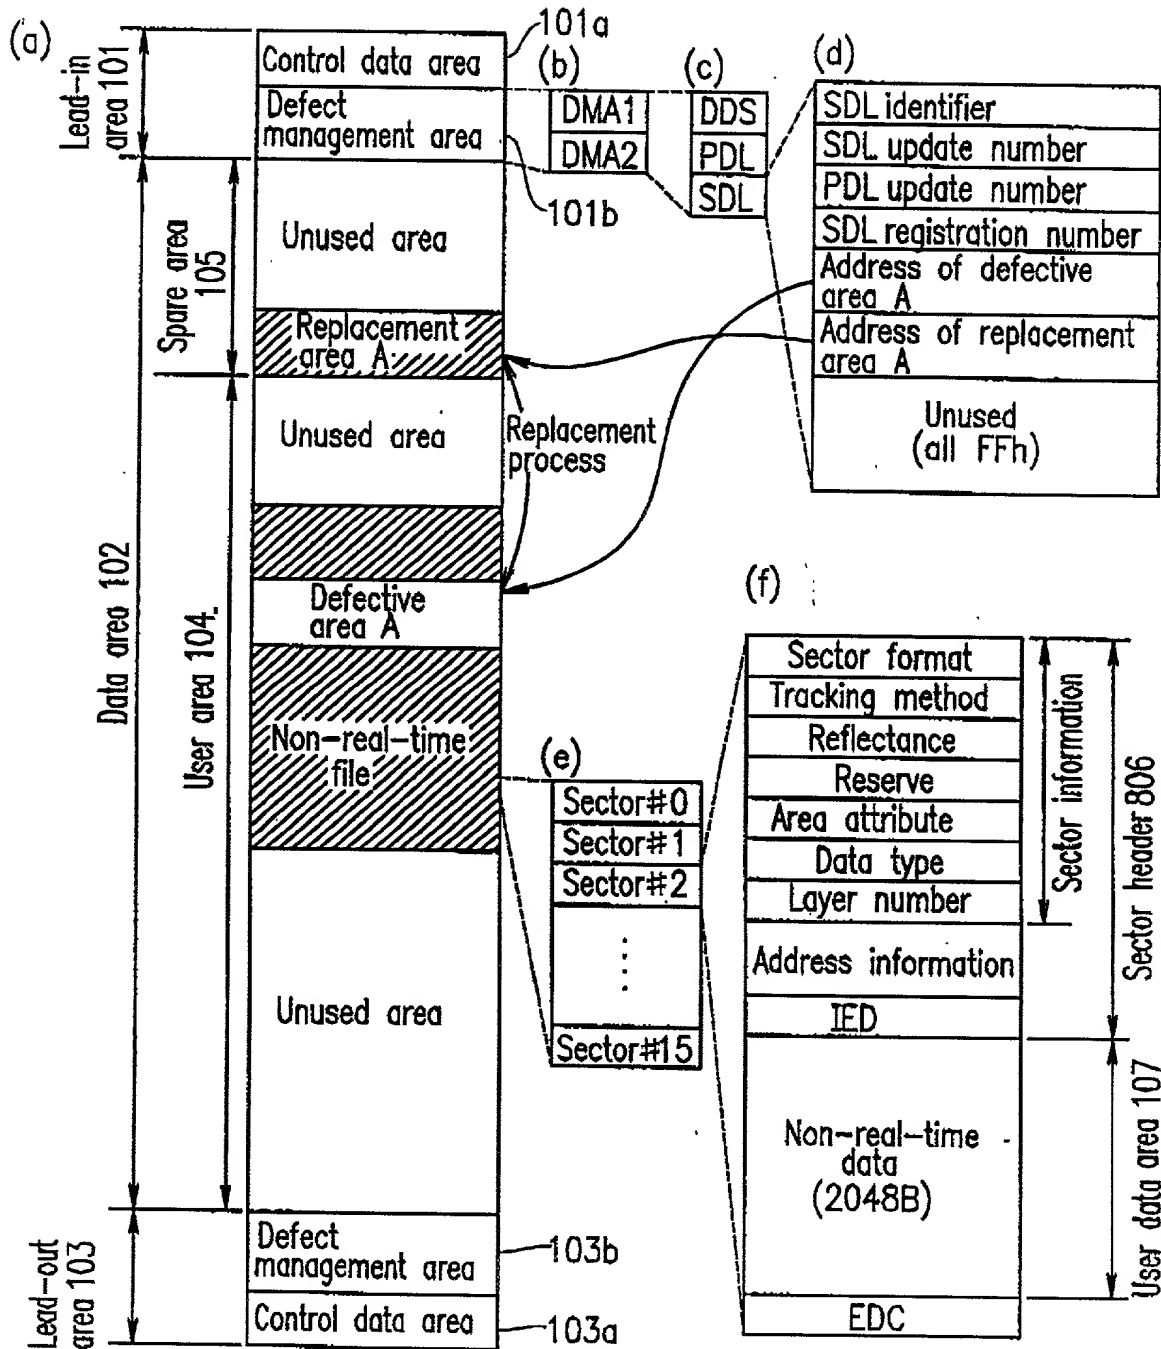 (a)
Lead-in
area 101
101a
Control data area
Defect
management area
101b
(b)
DMA1
DMA2
(c)
DDS
PDL
SDL
(d)
SDL identifier
SDL update number
PDL update number
SDL registration number
Address of defective
area A
Address of replacement
area A
Unused
(all FFh)
Data area 102
Spare area
105
Unused area
Replacement
area A
User area 104
Unused area
Replacement
process
Defective
area A
Non-real-time
file
Unused area
(e)
Sector#0
Sector#1
Sector#2
Sector#15
(f)
Sector format
Tracking method
Reflectance
Reserve
Area attribute
Data type
Layer number
Address information
IED
Non-real-time
data
(2048B)
EDC
Sector information
Sector header 806
User data area 107
Lead-out
area 103
Defect
management area
103b
Control data area
103a